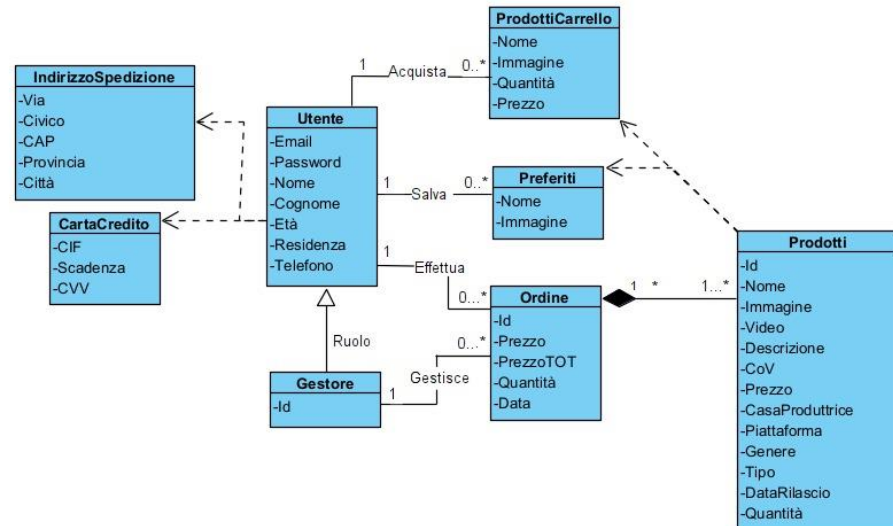 ProdottiCarrello
-Nome
-Immagine
-Quantità
-Prezzo
1
Acquista
0..*
IndirizzoSpedizione
-Via
-Civico
-CAP
-Provincia
-Città
Utente
-Email
-Password
-Nome
-Cognome
-Età
-Residenza
-Telefono
1
Salva
0..*
Preferiti
-Nome
-Immagine
CartaCredito
-CIF
-Scadenza
-CVV
1
Effettua
0...*
Ordine
-Id
-Prezzo
-PrezzoTOT
-Quantità
-Data
1 *
1...*
Prodotti
-Id
-Nome
-Immagine
-Video
-Descrizione
-CoV
-Prezzo
-CasaProduttrice
-Piattaforma
-Genere
-Tipo
-DataRilascio
-Quantità
Ruolo
Gestore
-Id
1
Gestisce
0...*